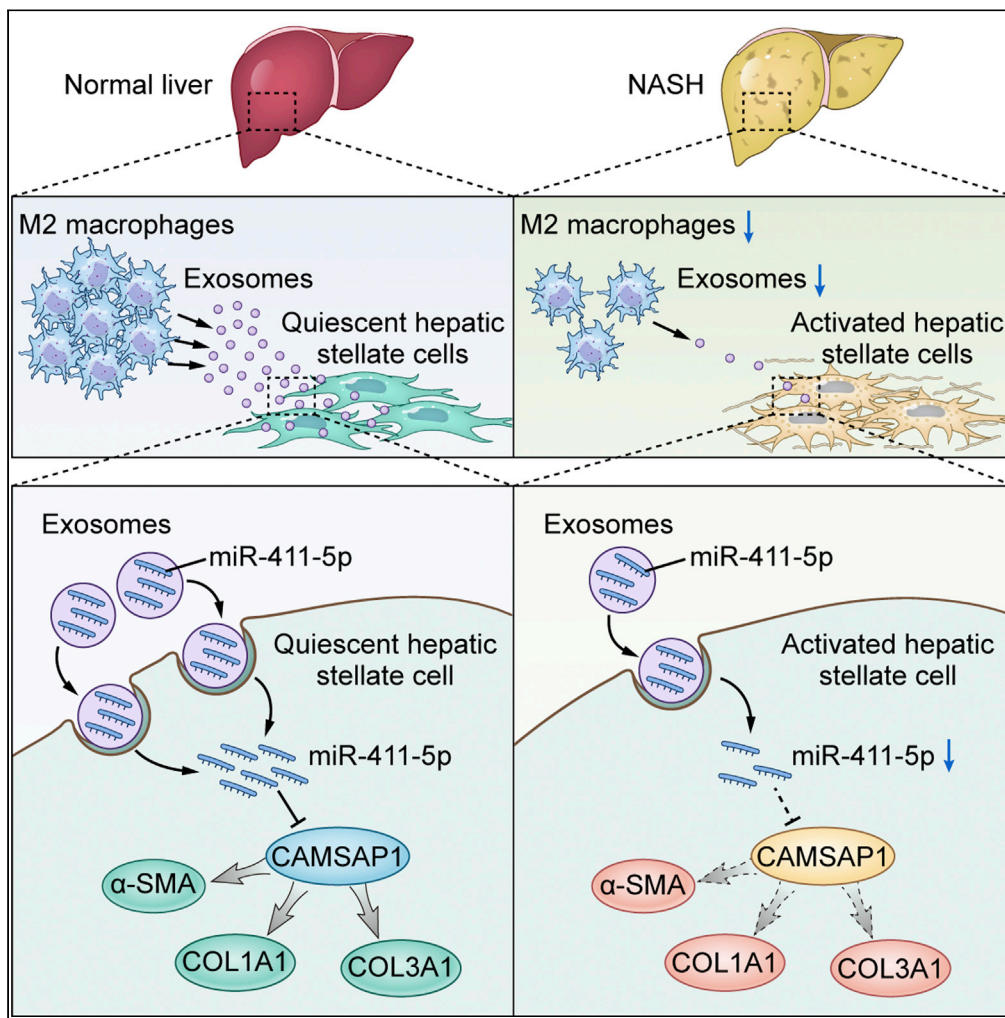 Normal liver
NASH
M2 macrophages
Exosomes
Quiescent hepatic
stellate cells
M2 macrophages ↓
Exosomes ↓
Activated hepatic
stellate cells
Exosomes
miR-411-5p
Quiescent hepatic
stellate cell
miR-411-5p
CAMSAP1
α-SMA
COL1A1
COL3A1
Exosomes
miR-411-5p
Activated hepatic
stellate cell
miR-411-5p ↓
CAMSAP1
α-SMA
COL1A1
COL3A1